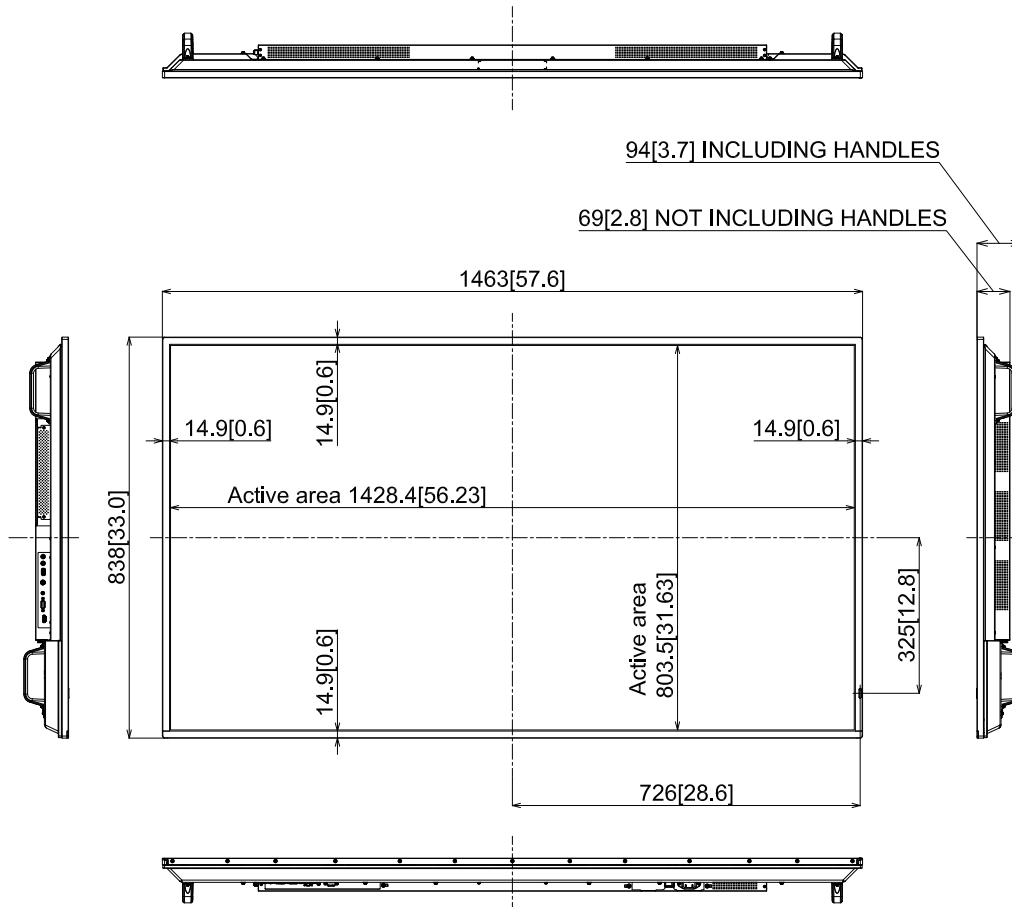 94[3.7] INCLUDING HANDLES
69[2.8] NOT INCLUDING HANDLES
1463[57.6]
14.9[0.6]
14.9[0.6]
14.9[0.6]
Active area 1428.4[56.23]
838[33.0]
Active area
803.5[31.63]
325[12.8]
14.9[0.6]
726[28.6]